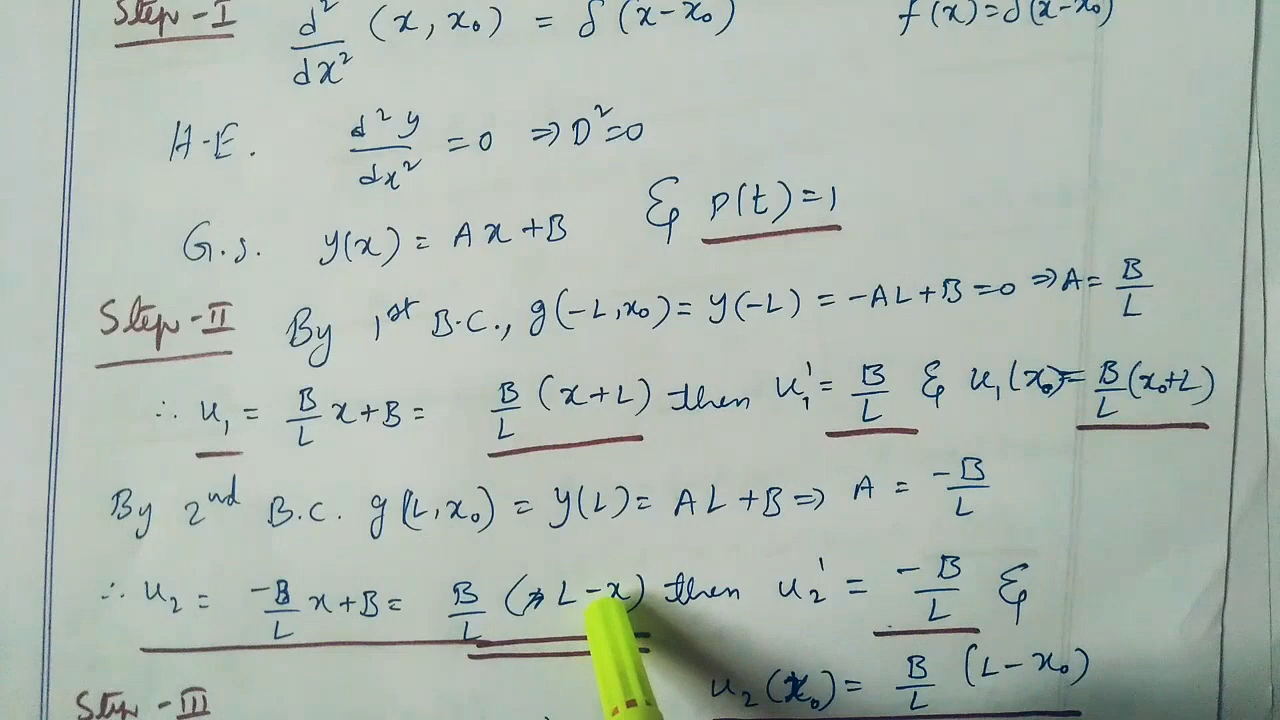 Step-I d²/dx² (x, x₀) = δ(x-x₀) f(x)=δ(x-x₀)
H-E. d²y/dx² = 0 ⇒ D²=0
G.s. y(x) = Ax+B & p(t)=1
Step-II By 1st B.C., g(-L,x₀) = y(-L) = -AL+B=0 ⇒ A= B/L
∴ u₁ = B/L x+B = B/L (x+L) then u₁' = B/L & u₁(x₀)= B/L (x₀+L)
By 2nd B.C. g(L,x₀) = y(L) = AL+B ⇒ A = -B/L
∴ u₂ = -B/L x+B = B/L (L-x) then u₂' = -B/L &
u₂(x₀) = B/L (L-x₀)
Step-III